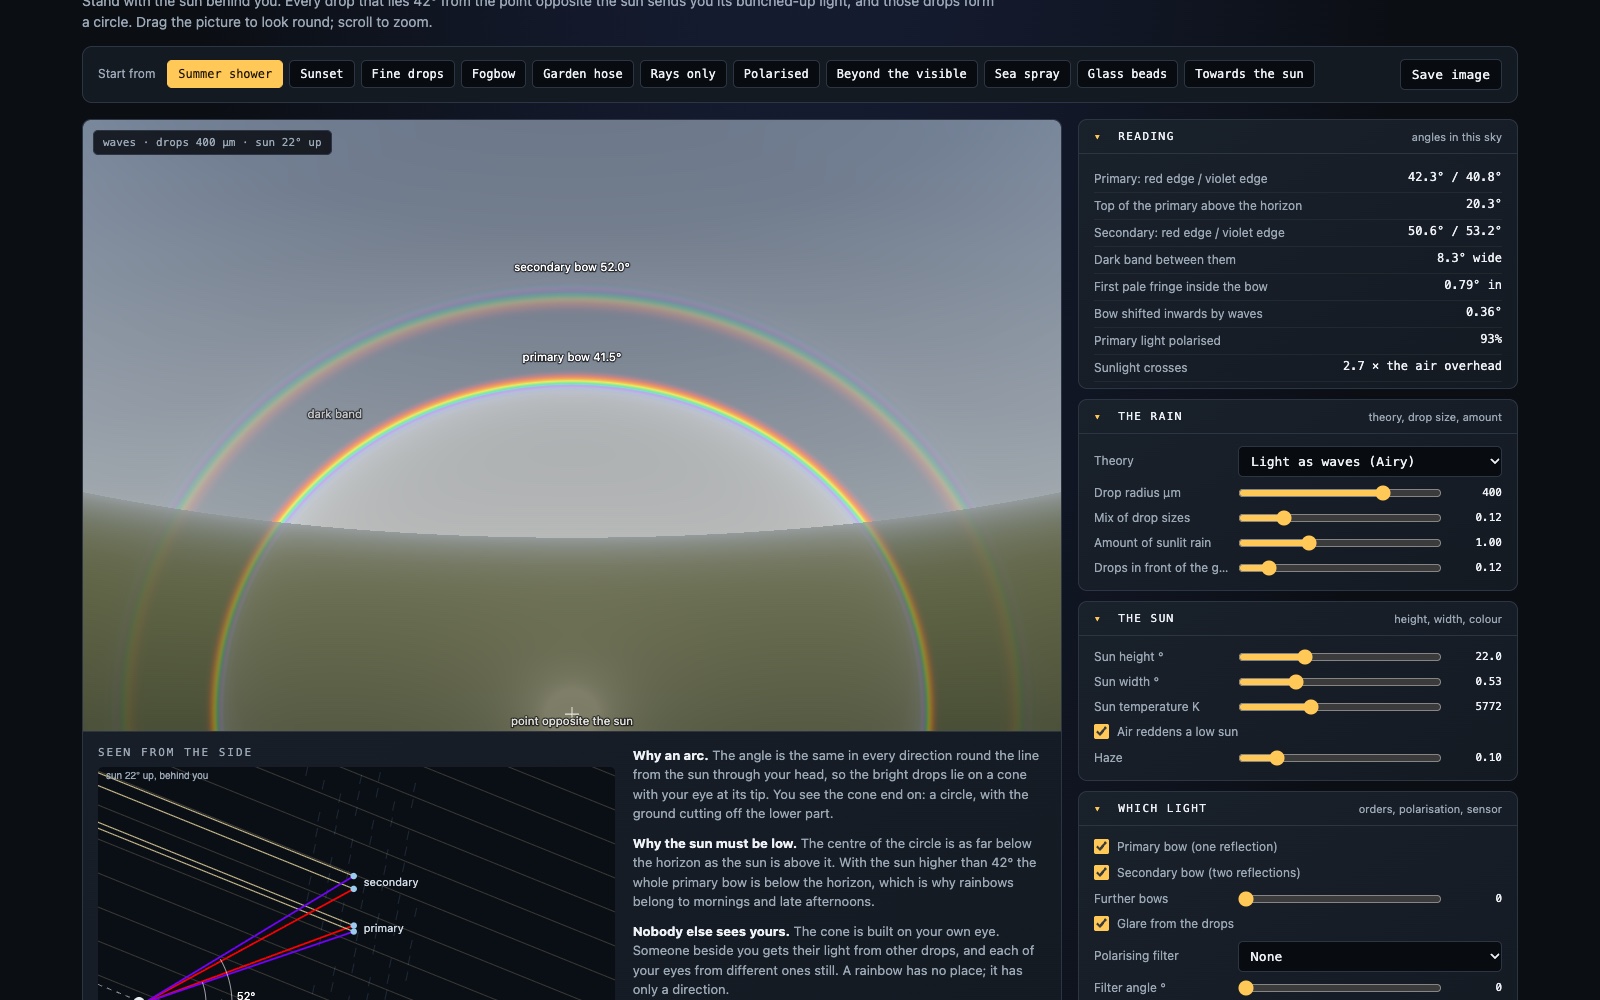 Stand with the sun behind you. Every drop that lies 42° from the point opposite the sun sends you its bunched-up light, and those drops form
a circle. Drag the picture to look round; scroll to zoom.
Start from
Summer shower
Sunset
Fine drops
Fogbow
Garden hose
Rays only
Polarised
Beyond the visible
Sea spray
Glass beads
Towards the sun
Save image
waves · drops 400 µm · sun 22° up
secondary bow 52.0°
primary bow 41.5°
dark band
point opposite the sun
SEEN FROM THE SIDE
sun 22° up, behind you
secondary
primary
52°
Why an arc. The angle is the same in every direction round the line
from the sun through your head, so the bright drops lie on a cone
with your eye at its tip. You see the cone end on: a circle, with the
ground cutting off the lower part.
Why the sun must be low. The centre of the circle is as far below
the horizon as the sun is above it. With the sun higher than 42° the
whole primary bow is below the horizon, which is why rainbows
belong to mornings and late afternoons.
Nobody else sees yours. The cone is built on your own eye.
Someone beside you gets their light from other drops, and each of
your eyes from different ones still. A rainbow has no place; it has
only a direction.
▾ READING angles in this sky
Primary: red edge / violet edge 42.3° / 40.8°
Top of the primary above the horizon 20.3°
Secondary: red edge / violet edge 50.6° / 53.2°
Dark band between them 8.3° wide
First pale fringe inside the bow 0.79° in
Bow shifted inwards by waves 0.36°
Primary light polarised 93%
Sunlight crosses 2.7 × the air overhead
▾ THE RAIN theory, drop size, amount
Theory Light as waves (Airy)
Drop radius µm 400
Mix of drop sizes 0.12
Amount of sunlit rain 1.00
Drops in front of the g... 0.12
▾ THE SUN height, width, colour
Sun height ° 22.0
Sun width ° 0.53
Sun temperature K 5772
Air reddens a low sun
Haze 0.10
▾ WHICH LIGHT orders, polarisation, sensor
Primary bow (one reflection)
Secondary bow (two reflections)
Further bows 0
Glare from the drops
Polarising filter None
Filter angle ° 0